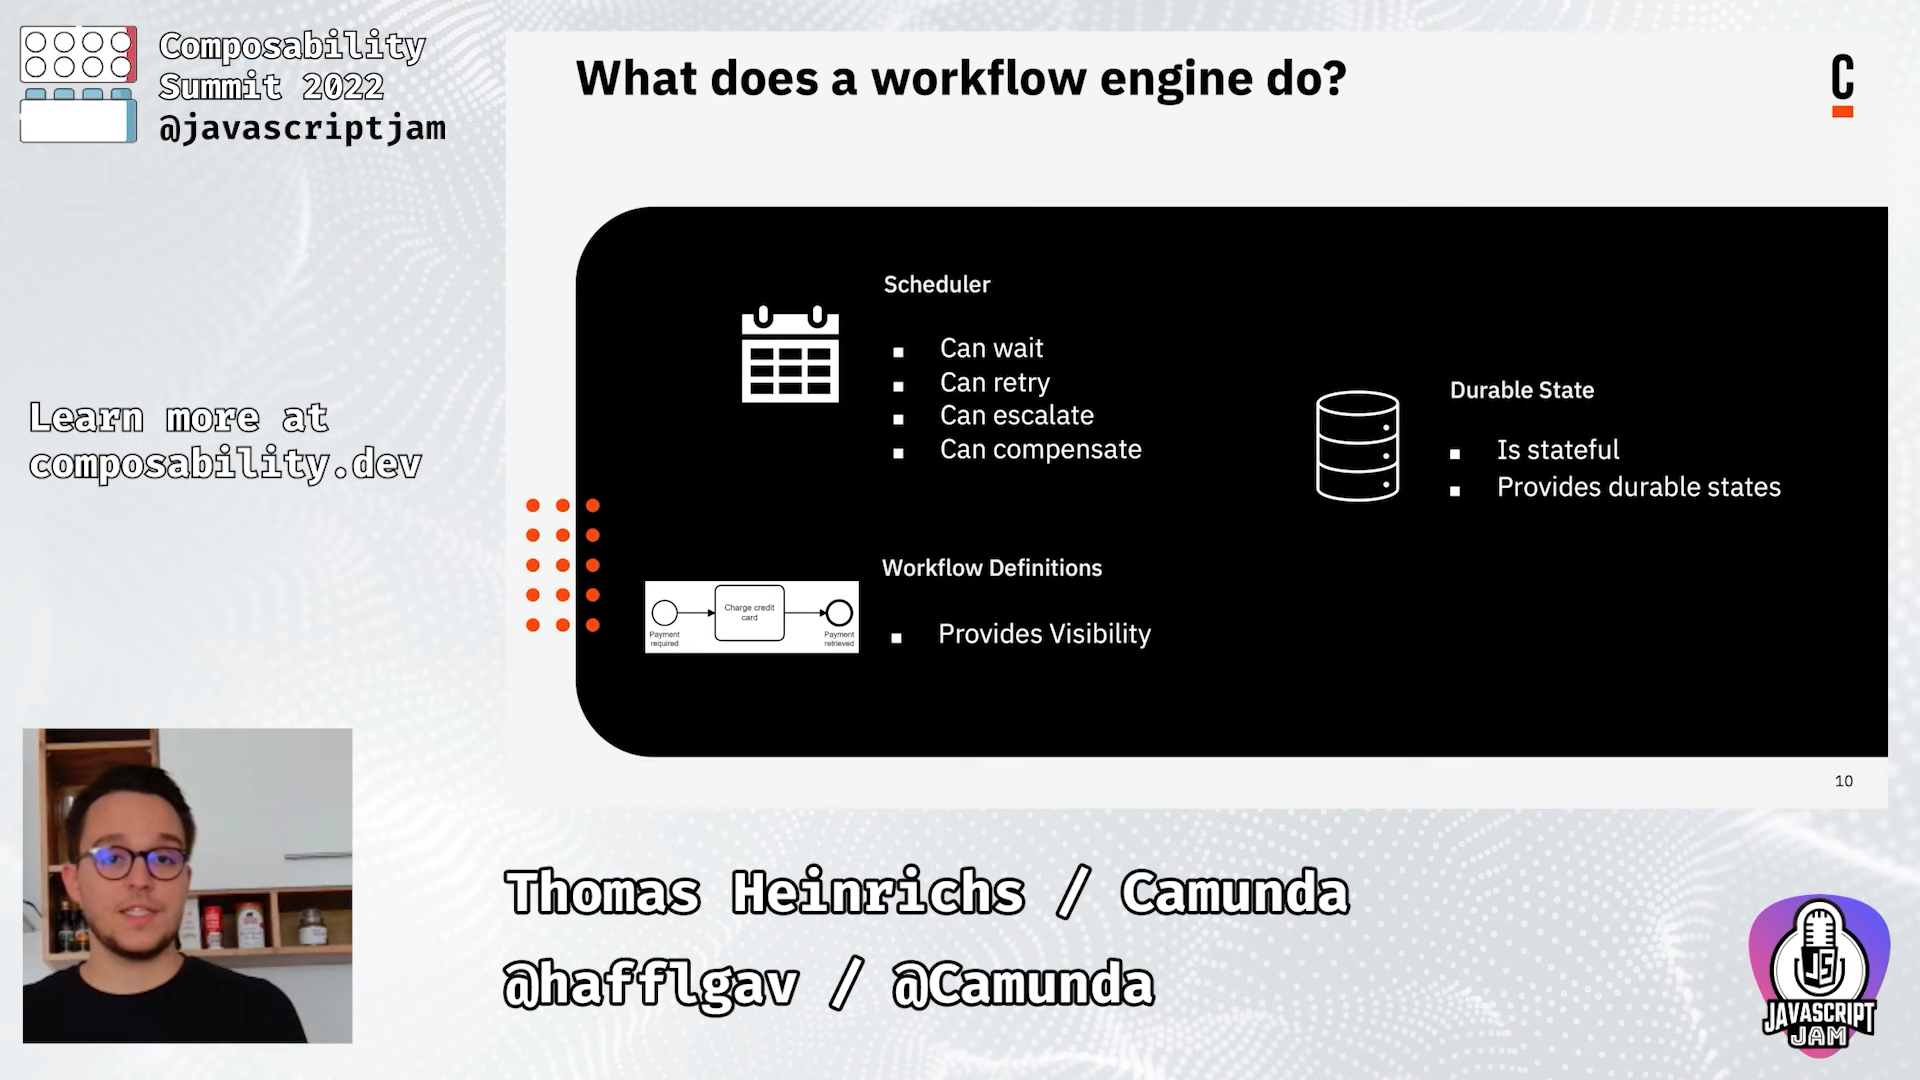 Composability
Summit 2022
@javascriptjam
What does a workflow engine do?
C
Scheduler
Can wait
Can retry
Can escalate
Can compensate
Durable State
Is stateful
Provides durable states
Learn more at
composability.dev
Workflow Definitions
Provides Visibility
Charge credit
card
Payment
required
Payment
retrieved
10
Thomas Heinrichs / Camunda
@hafflgav / @Camunda
JS
JAVASCRIPT
JAM